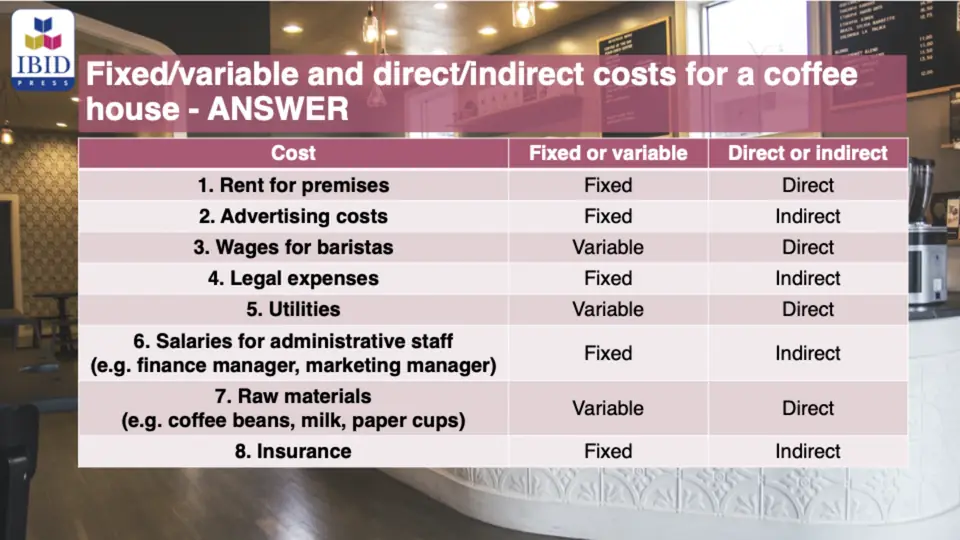 IBID
PRESS
Fixed/variable and direct/indirect costs for a coffee
house - ANSWER
Cost Fixed or variable Direct or indirect
1. Rent for premises Fixed Direct
2. Advertising costs Fixed Indirect
3. Wages for baristas Variable Direct
4. Legal expenses Fixed Indirect
5. Utilities Variable Direct
6. Salaries for administrative staff
(e.g. finance manager, marketing manager) Fixed Indirect
7. Raw materials
(e.g. coffee beans, milk, paper cups) Variable Direct
8. Insurance Fixed Indirect